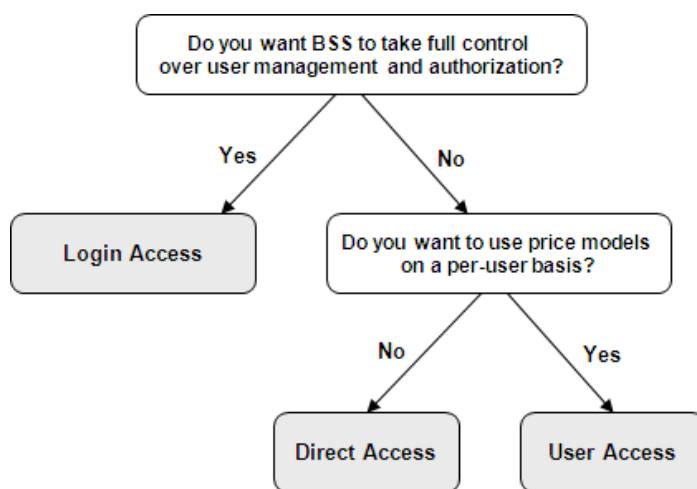 Do you want BSS to take full control
over user management and authorization?
Yes
No
Login Access
Do you want to use price models
on a per-user basis?
No
Yes
Direct Access
User Access